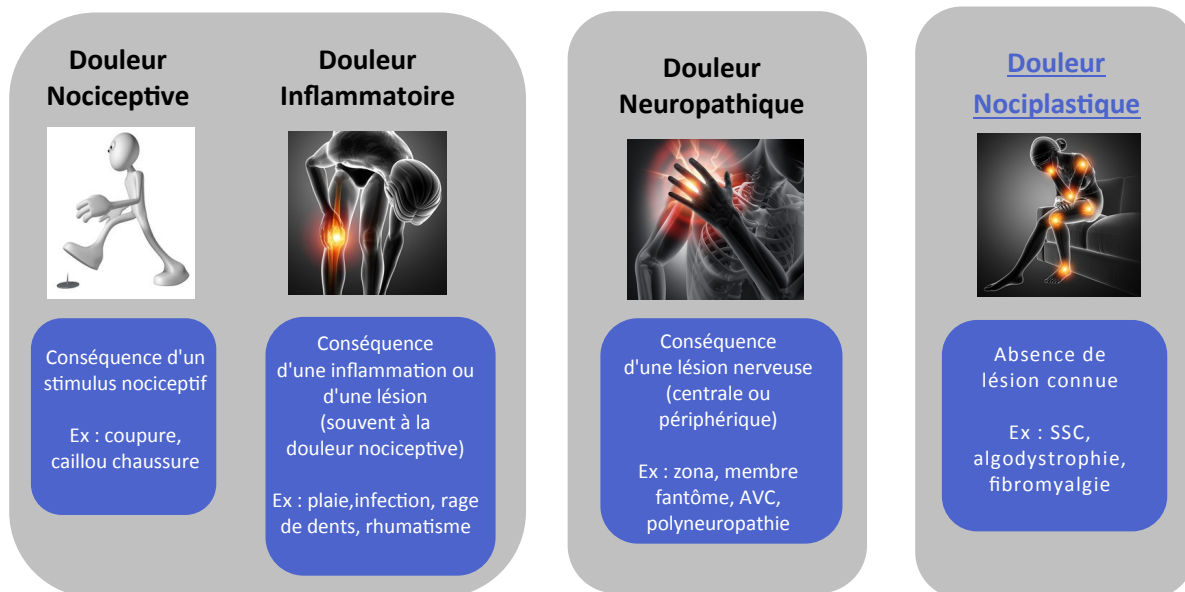 Douleur
Nociceptive
Conséquence d'un
stimulus nociceptif
Ex : coupure,
caillou chaussure
Douleur
Inflammatoire
Conséquence
d'une inflammation ou
d'une lésion
(souvent à la
douleur nociceptive)
Ex : plaie,infection, rage
de dents, rhumatisme
Douleur
Neuropathique
Conséquence
d'une lésion nerveuse
(centrale ou
périphérique)
Ex : zona, membre
fantôme, AVC,
polyneuropathie
Douleur
Nociplastique
Absence de
lésion connue
Ex : SSC,
algodystrophie,
fibromyalgie